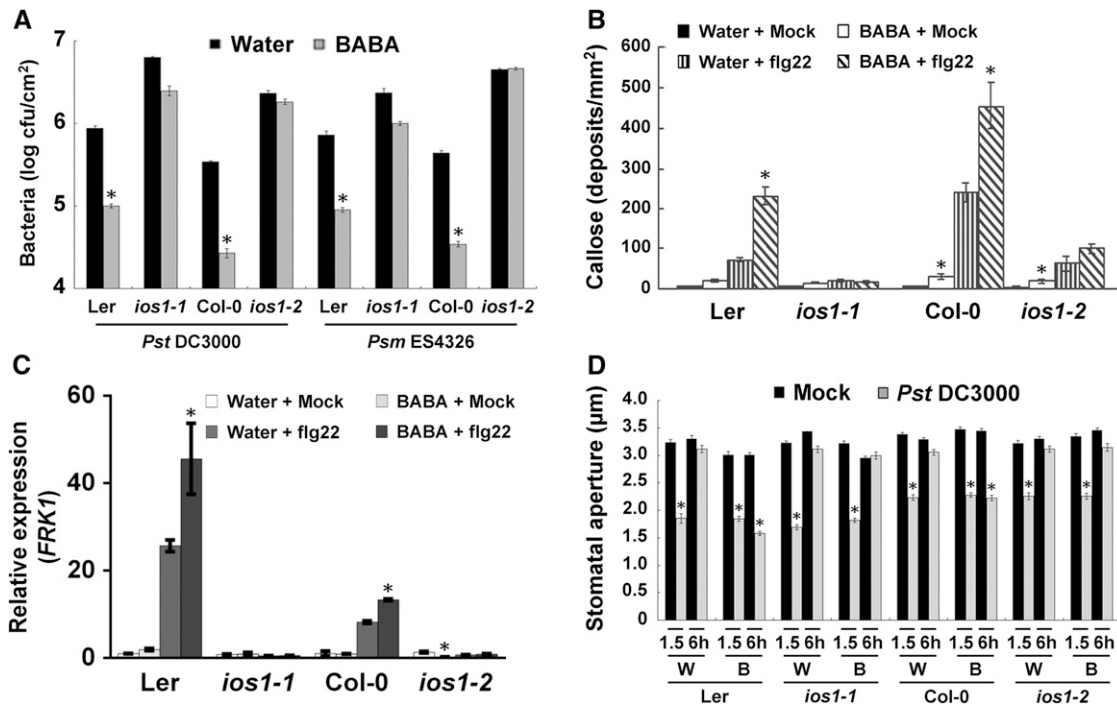 A
Water BABA
Bacteria (log cfu/cm²)
7
6
5
4
* * * *
Ler ios1-1 Col-0 ios1-2 Ler ios1-1 Col-0 ios1-2
Pst DC3000 Psm ES4326
B
Water + Mock BABA + Mock
Water + flg22 BABA + flg22
Callose (deposits/mm²)
600
500
400
300
200
100
0
* * * *
Ler ios1-1 Col-0 ios1-2
C
Water + Mock BABA + Mock
Water + flg22 BABA + flg22
Relative expression
(FRK1)
60
40
20
0
* * *
Ler ios1-1 Col-0 ios1-2
D
Mock Pst DC3000
Stomatal aperture (µm)
4.0
3.5
3.0
2.5
2.0
1.5
1.0
0.5
0
* * * * * * * * * *
1.5 6h 1.5 6h 1.5 6h 1.5 6h 1.5 6h 1.5 6h 1.5 6h 1.5 6h
W B W B W B W B
Ler ios1-1 Col-0 ios1-2